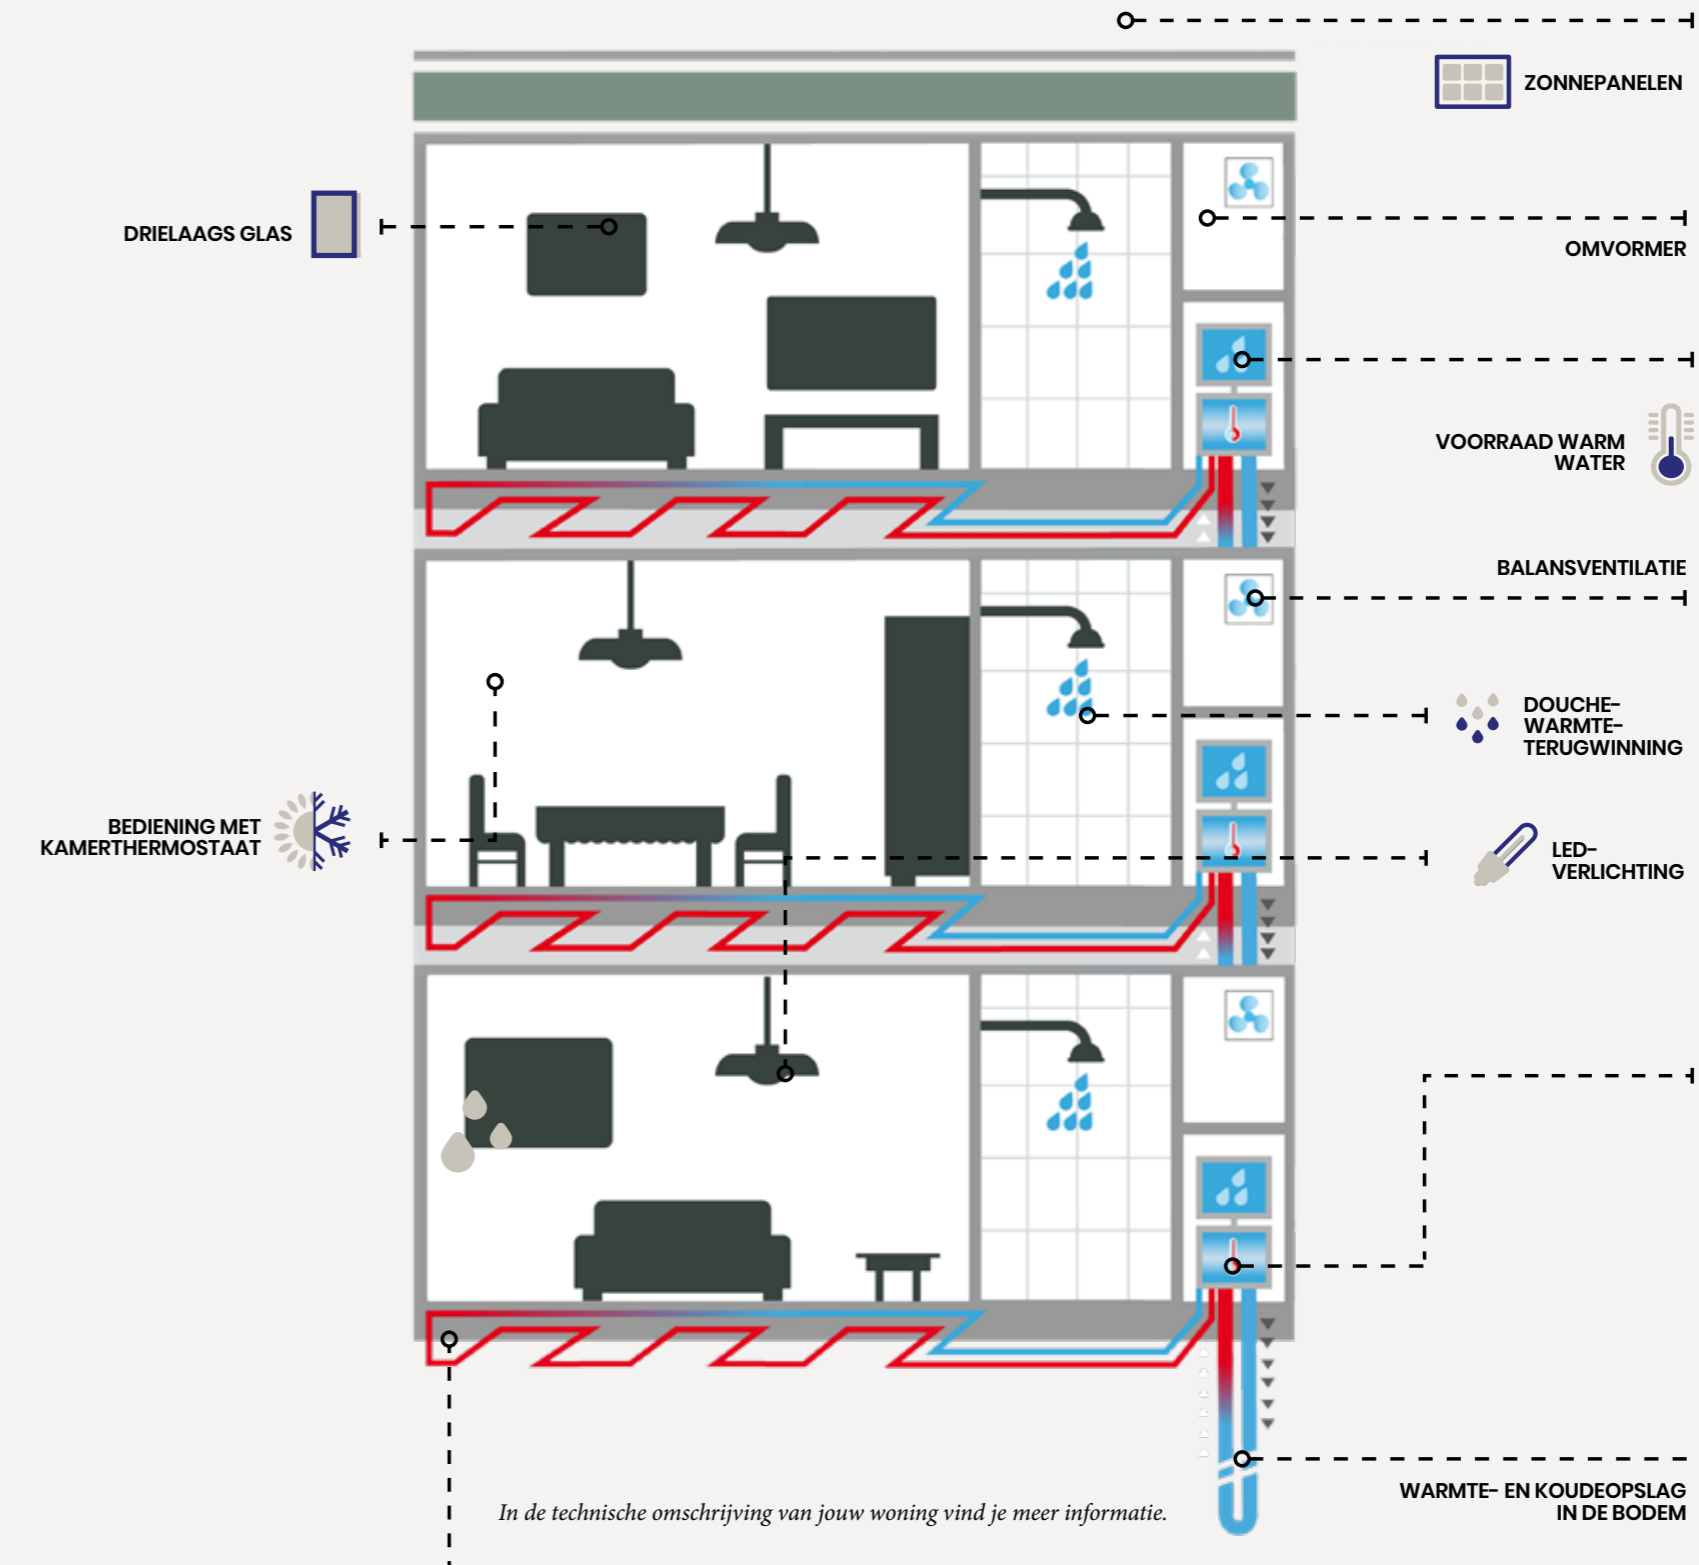 ZONNEPANELEN
DRIELAAGS GLAS
OMVORMER
VOORRAAD WARM
WATER
BALANSVENTILATIE
DOUCHE-
WARMTE-
TERUGWINNING
BEDIENING MET
KAMERTHERMOSTAAT
LED-
VERLICHTING
WARMTE- EN KOUDEOPSLAG
IN DE BODEM
In de technische omschrijving van jouw woning vind je meer informatie.